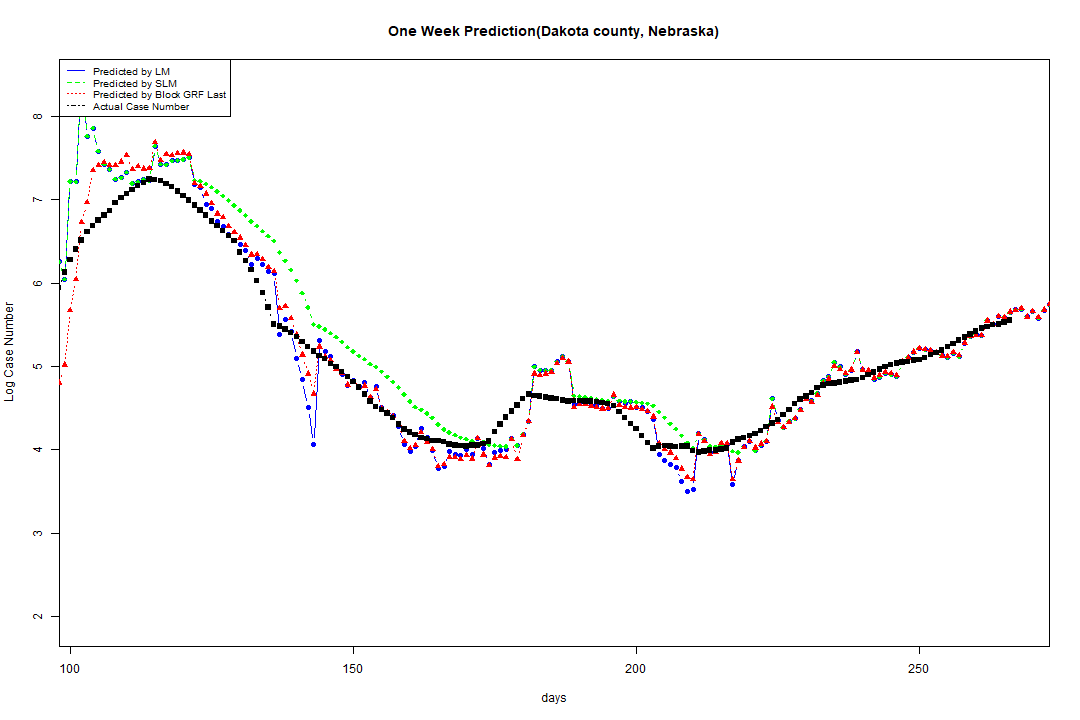 One Week Prediction(Dakota county, Nebraska)
Predicted by LM
Predicted by SLM
Predicted by Block GRF Last
Actual Case Number
8
7
6
5
4
3
2
Log Case Number
100 150 200 250
days